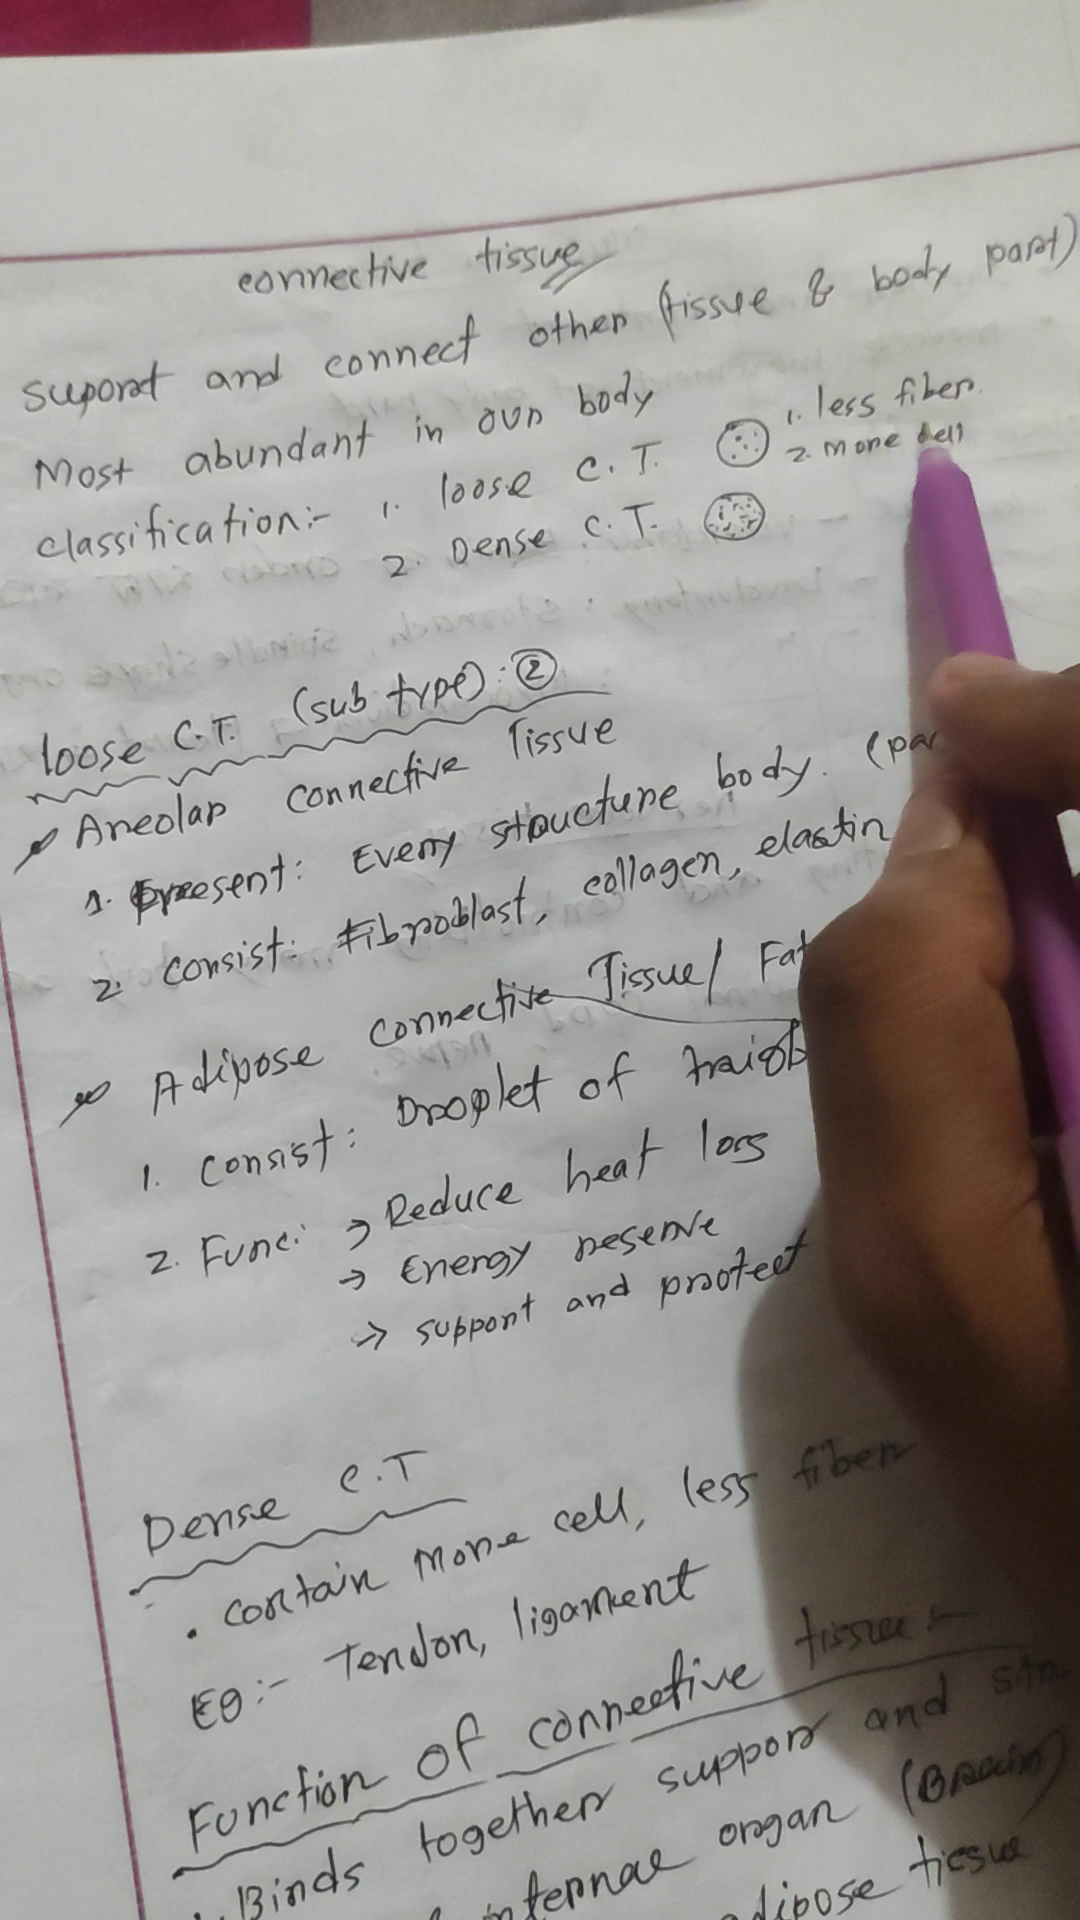 connective tissue
suport and connect other (tissue & body part)
Most abundant in our body
classification:- 1. loose C.T. 1. less fiber
2. more cell
2. Dense C.T.
loose C.T. (sub type): 2
Areolar connective Tissue
1. Present: Every structure body. (par
2. consist: Fibroblast, collagen, elastin
Adipose connective Tissue/ Fat
1. consist: Droplet of
2. Func: → Reduce heat loss
→ Energy reserve
→ support and protect
Dense C.T
. contain more cell, less fiber
EG:- Tendon, ligament
Function of connective tissue:-
. Binds together support and
internal organ (Brain)
adipose tissue